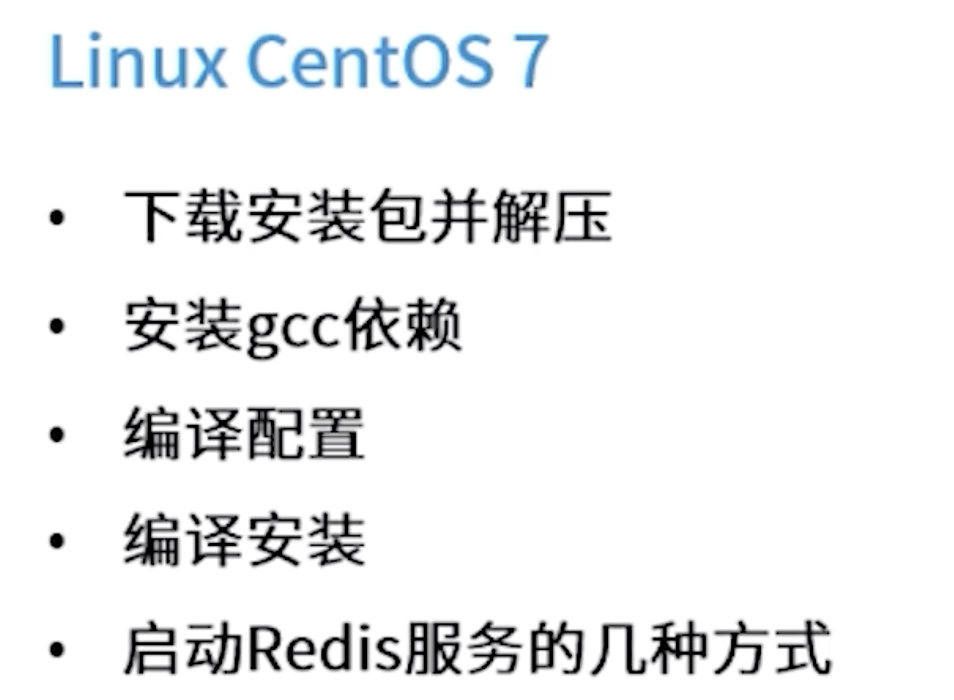 Linux CentOS 7
• 下载安装包并解压
• 安装gcc依赖
• 编译配置
• 编译安装
• 启动Redis服务的几种方式